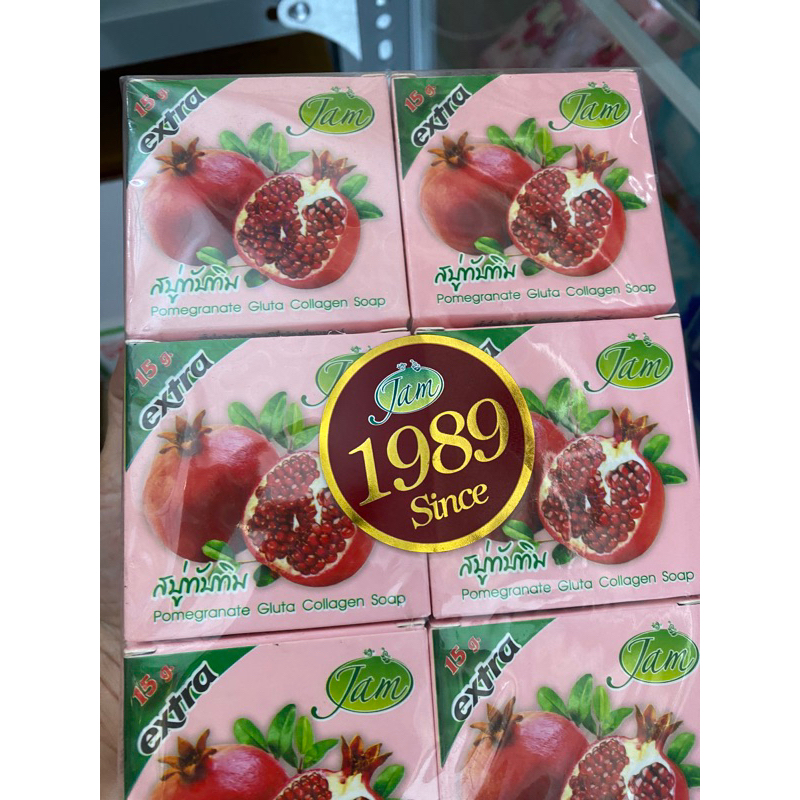 15 g.
extra
Jam
สบู่ทับทิม
Pomegranate Gluta Collagen Soap
15 g.
extra
Jam
สบู่ทับทิม
Pomegranate Gluta Collagen Soap
15 g.
extra
สบู่ทับทิม
Pomegranate Gluta Collagen Soap
Jam
1989
Since
Jam
สบู่ทับทิม
Pomegranate Gluta Collagen Soap
15 g.
extra
Jam
15 g.
extra
Jam